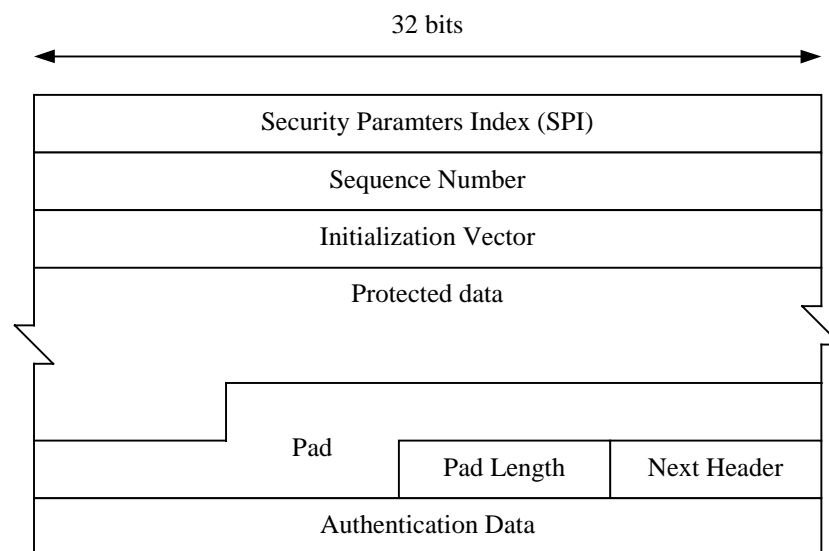 32 bits
Security Paramters Index (SPI)
Sequence Number
Initialization Vector
Protected data
Pad
Pad Length
Next Header
Authentication Data